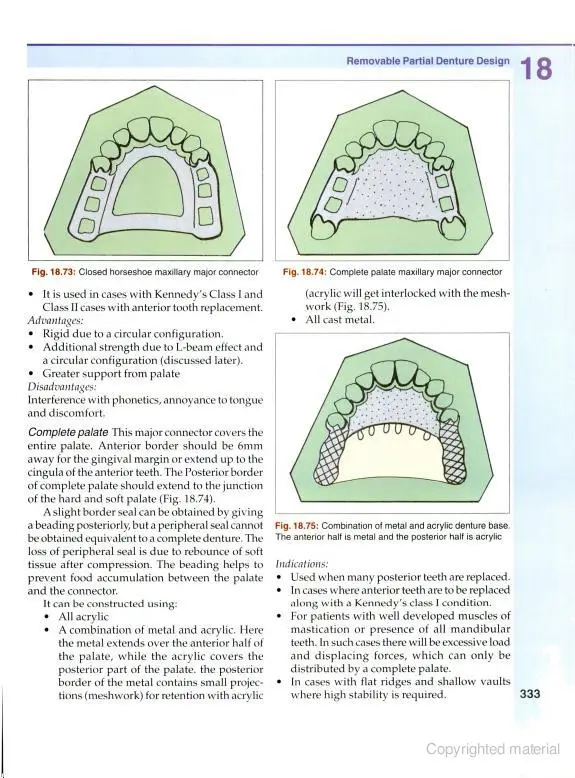 Removable Partial Denture Design
18
Fig. 18.73: Closed horseshoe maxillary major connector
• It is used in cases with Kennedy's Class I and
Class II cases with anterior tooth replacement.
Advantages:
• Rigid due to a circular configuration.
• Additional strength due to L-beam effect and
a circular configuration (discussed later).
• Greater support from palate
Disadvantages:
Interference with phonetics, annoyance to tongue
and discomfort.
Complete palate This major connector covers the
entire palate. Anterior border should be 6mm
away for the gingival margin or extend up to the
cingula of the anterior teeth. The Posterior border
of complete palate should extend to the junction
of the hard and soft palate (Fig. 18.74).
A slight border seal can be obtained by giving
a beading posteriorly, but a peripheral seal cannot
be obtained equivalent to a complete denture. The
loss of peripheral seal is due to rebounce of soft
tissue after compression. The beading helps to
prevent food accumulation between the palate
and the connector.
It can be constructed using:
• All acrylic
• A combination of metal and acrylic. Here
the metal extends over the anterior half of
the palate, while the acrylic covers the
posterior part of the palate. the posterior
border of the metal contains small projec-
tions (meshwork) for retention with acrylic
Fig. 18.74: Complete palate maxillary major connector
(acrylic will get interlocked with the mesh-
work (Fig. 18.75).
• All cast metal.
Fig. 18.75: Combination of metal and acrylic denture base.
The anterior half is metal and the posterior half is acrylic
Indications:
• Used when many posterior teeth are replaced.
• In cases where anterior teeth are to be replaced
along with a Kennedy's class I condition.
• For patients with well developed muscles of
mastication or presence of all mandibular
teeth. In such cases there will be excessive load
and displacing forces, which can only be
distributed by a complete palate.
• In cases with flat ridges and shallow vaults
where high stability is required.
333
Copyrighted material